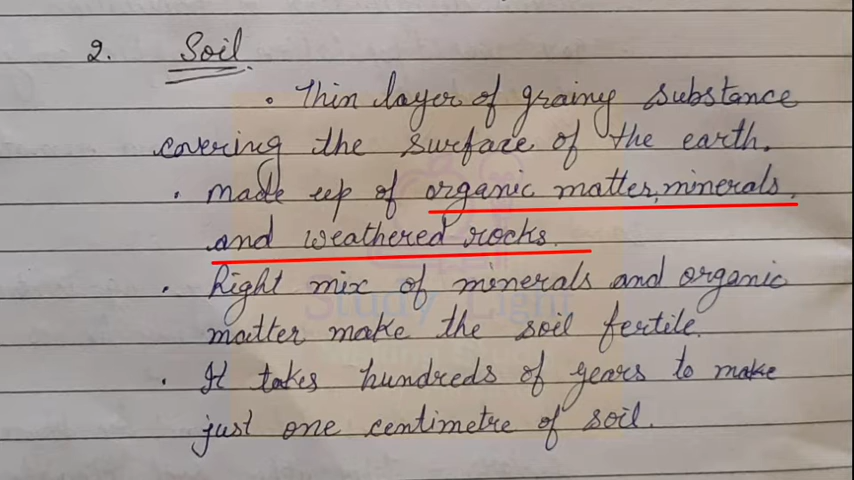 2. Soil.
• Thin layer of grainy substance
covering the surface of the earth.
• made up of organic matter, minerals,
and weathered rocks.
• Right mix of minerals and organic
matter make the soil fertile.
• It takes hundreds of years to make
just one centimetre of soil.
Study Light